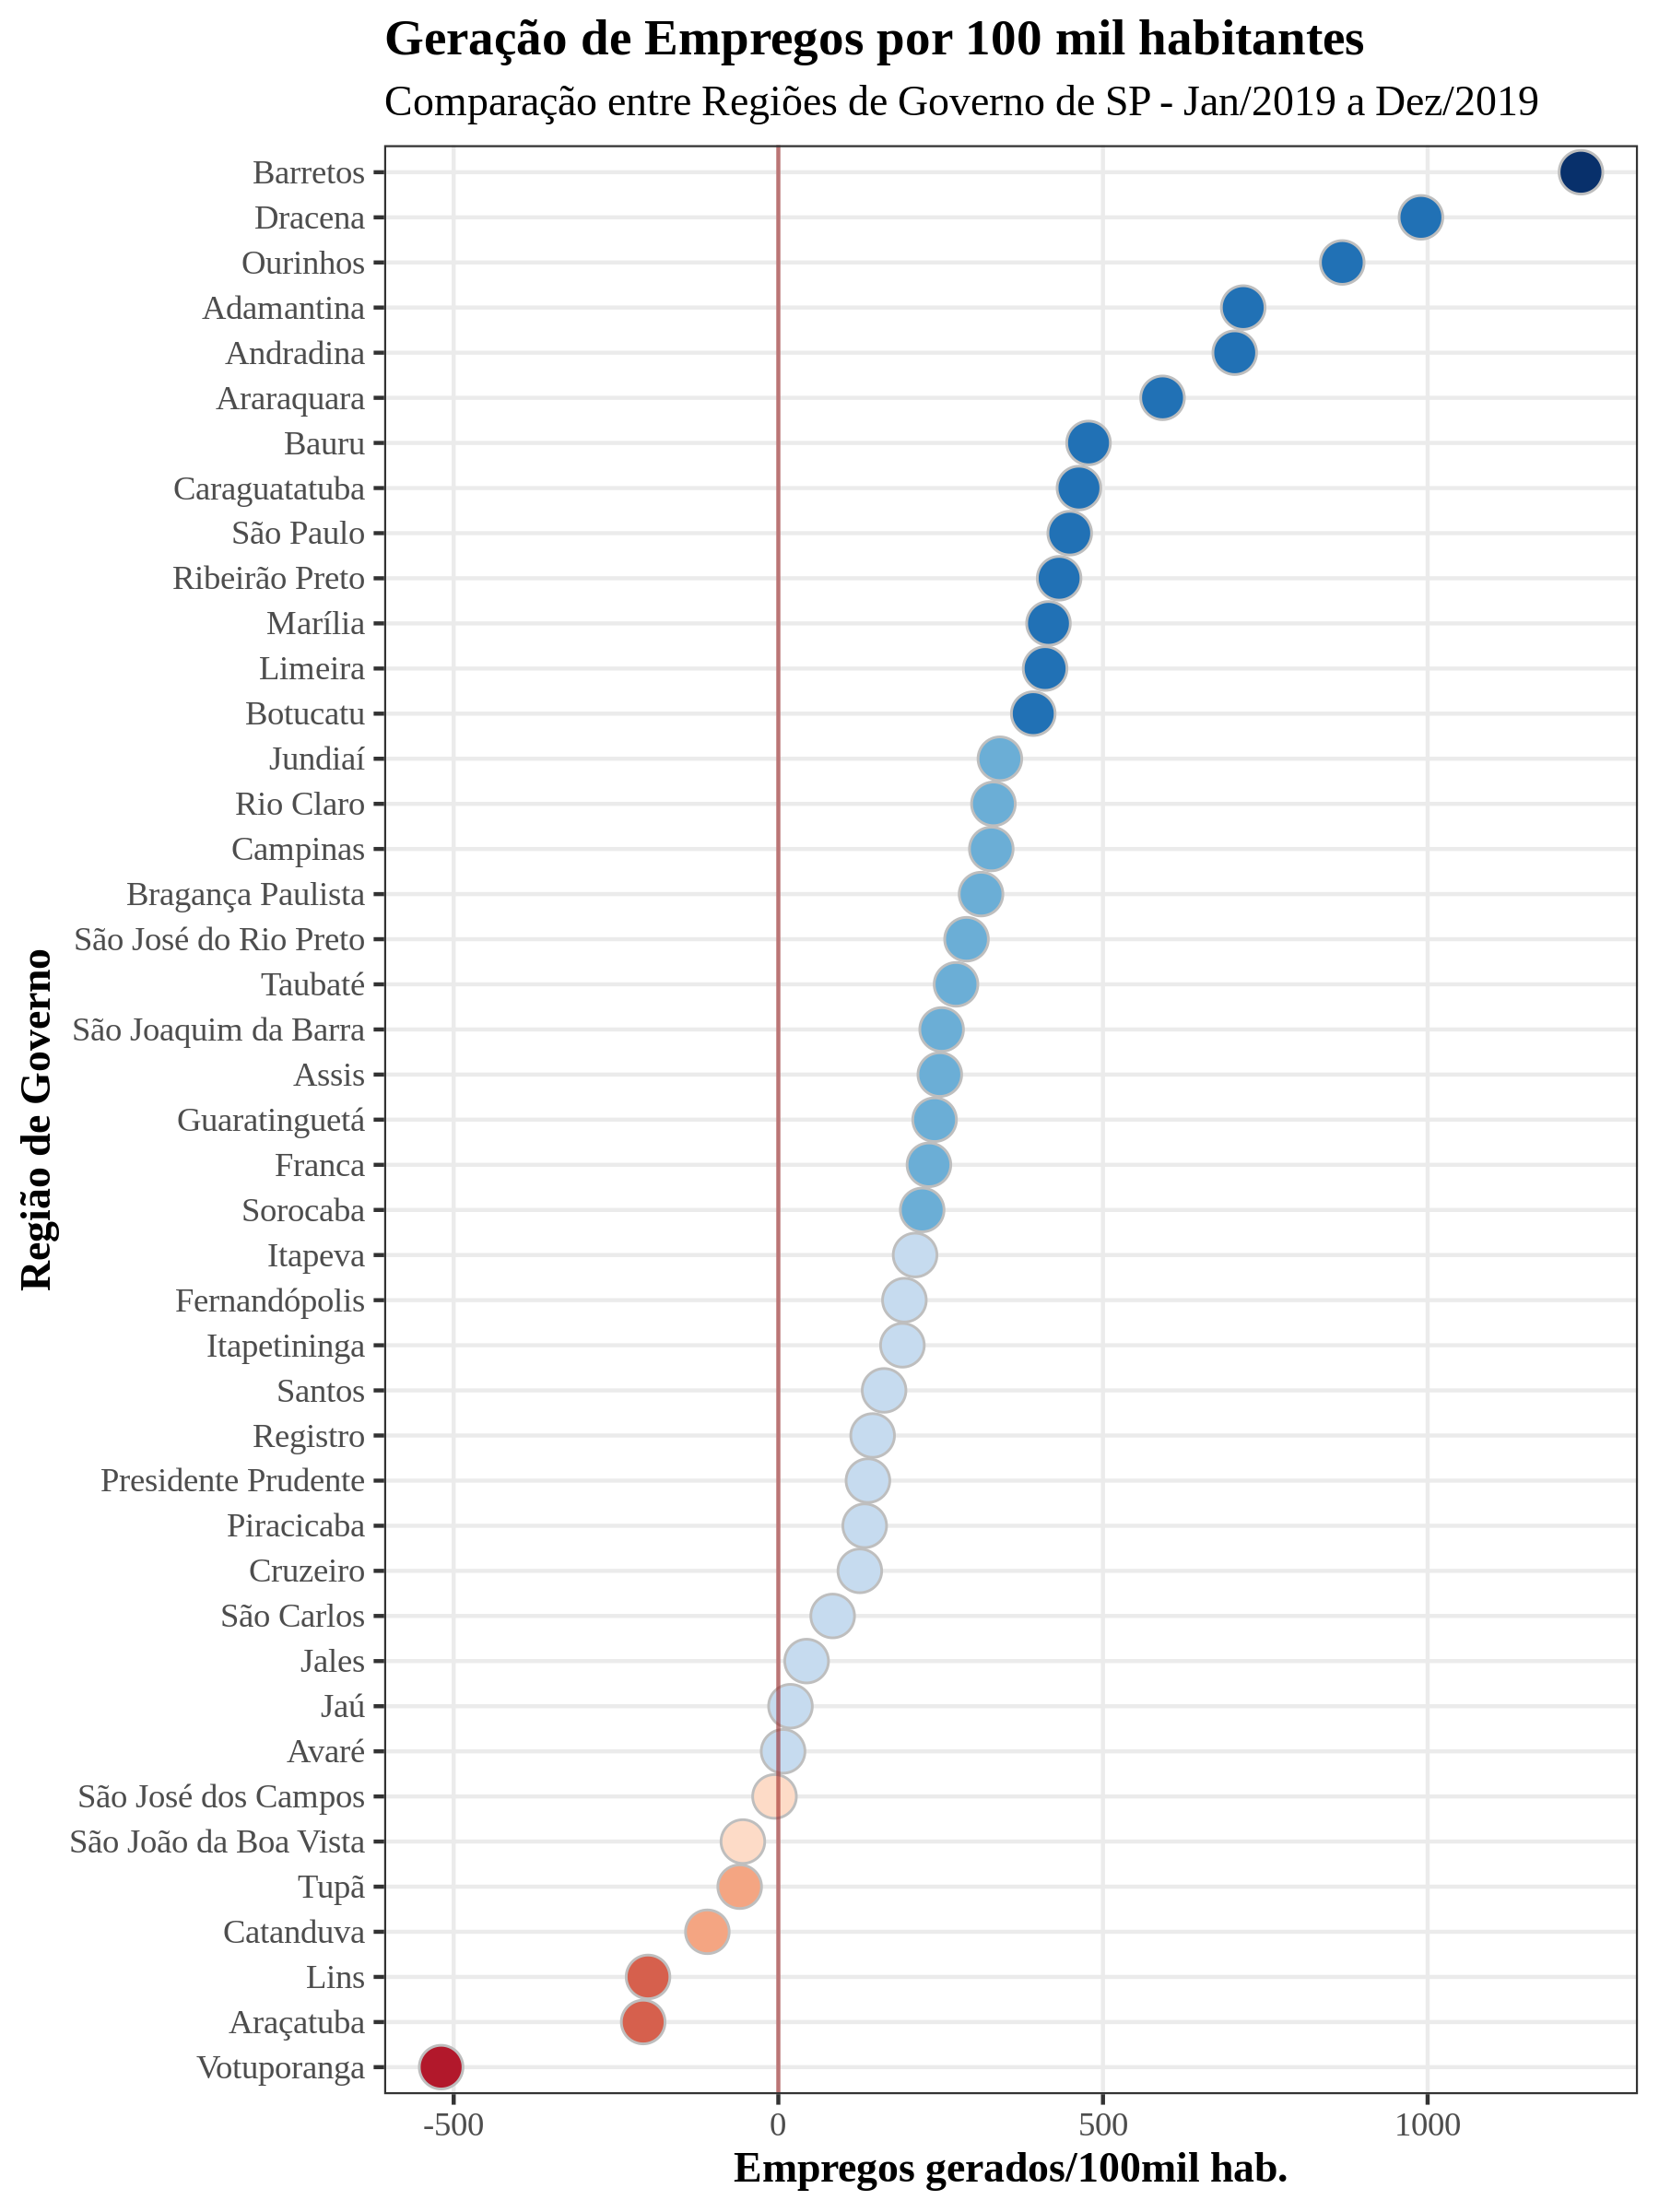 Geração de Empregos por 100 mil habitantes
Comparação entre Regiões de Governo de SP - Jan/2019 a Dez/2019
Região de Governo
Barretos
Dracena
Ourinhos
Adamantina
Andradina
Araraquara
Bauru
Caraguatatuba
São Paulo
Ribeirão Preto
Marília
Limeira
Botucatu
Jundiaí
Rio Claro
Campinas
Bragança Paulista
São José do Rio Preto
Taubaté
São Joaquim da Barra
Assis
Guaratinguetá
Franca
Sorocaba
Itapeva
Fernandópolis
Itapetininga
Santos
Registro
Presidente Prudente
Piracicaba
Cruzeiro
São Carlos
Jales
Jaú
Avaré
São José dos Campos
São João da Boa Vista
Tupã
Catanduva
Lins
Araçatuba
Votuporanga
-500 0 500 1000
Empregos gerados/100mil hab.